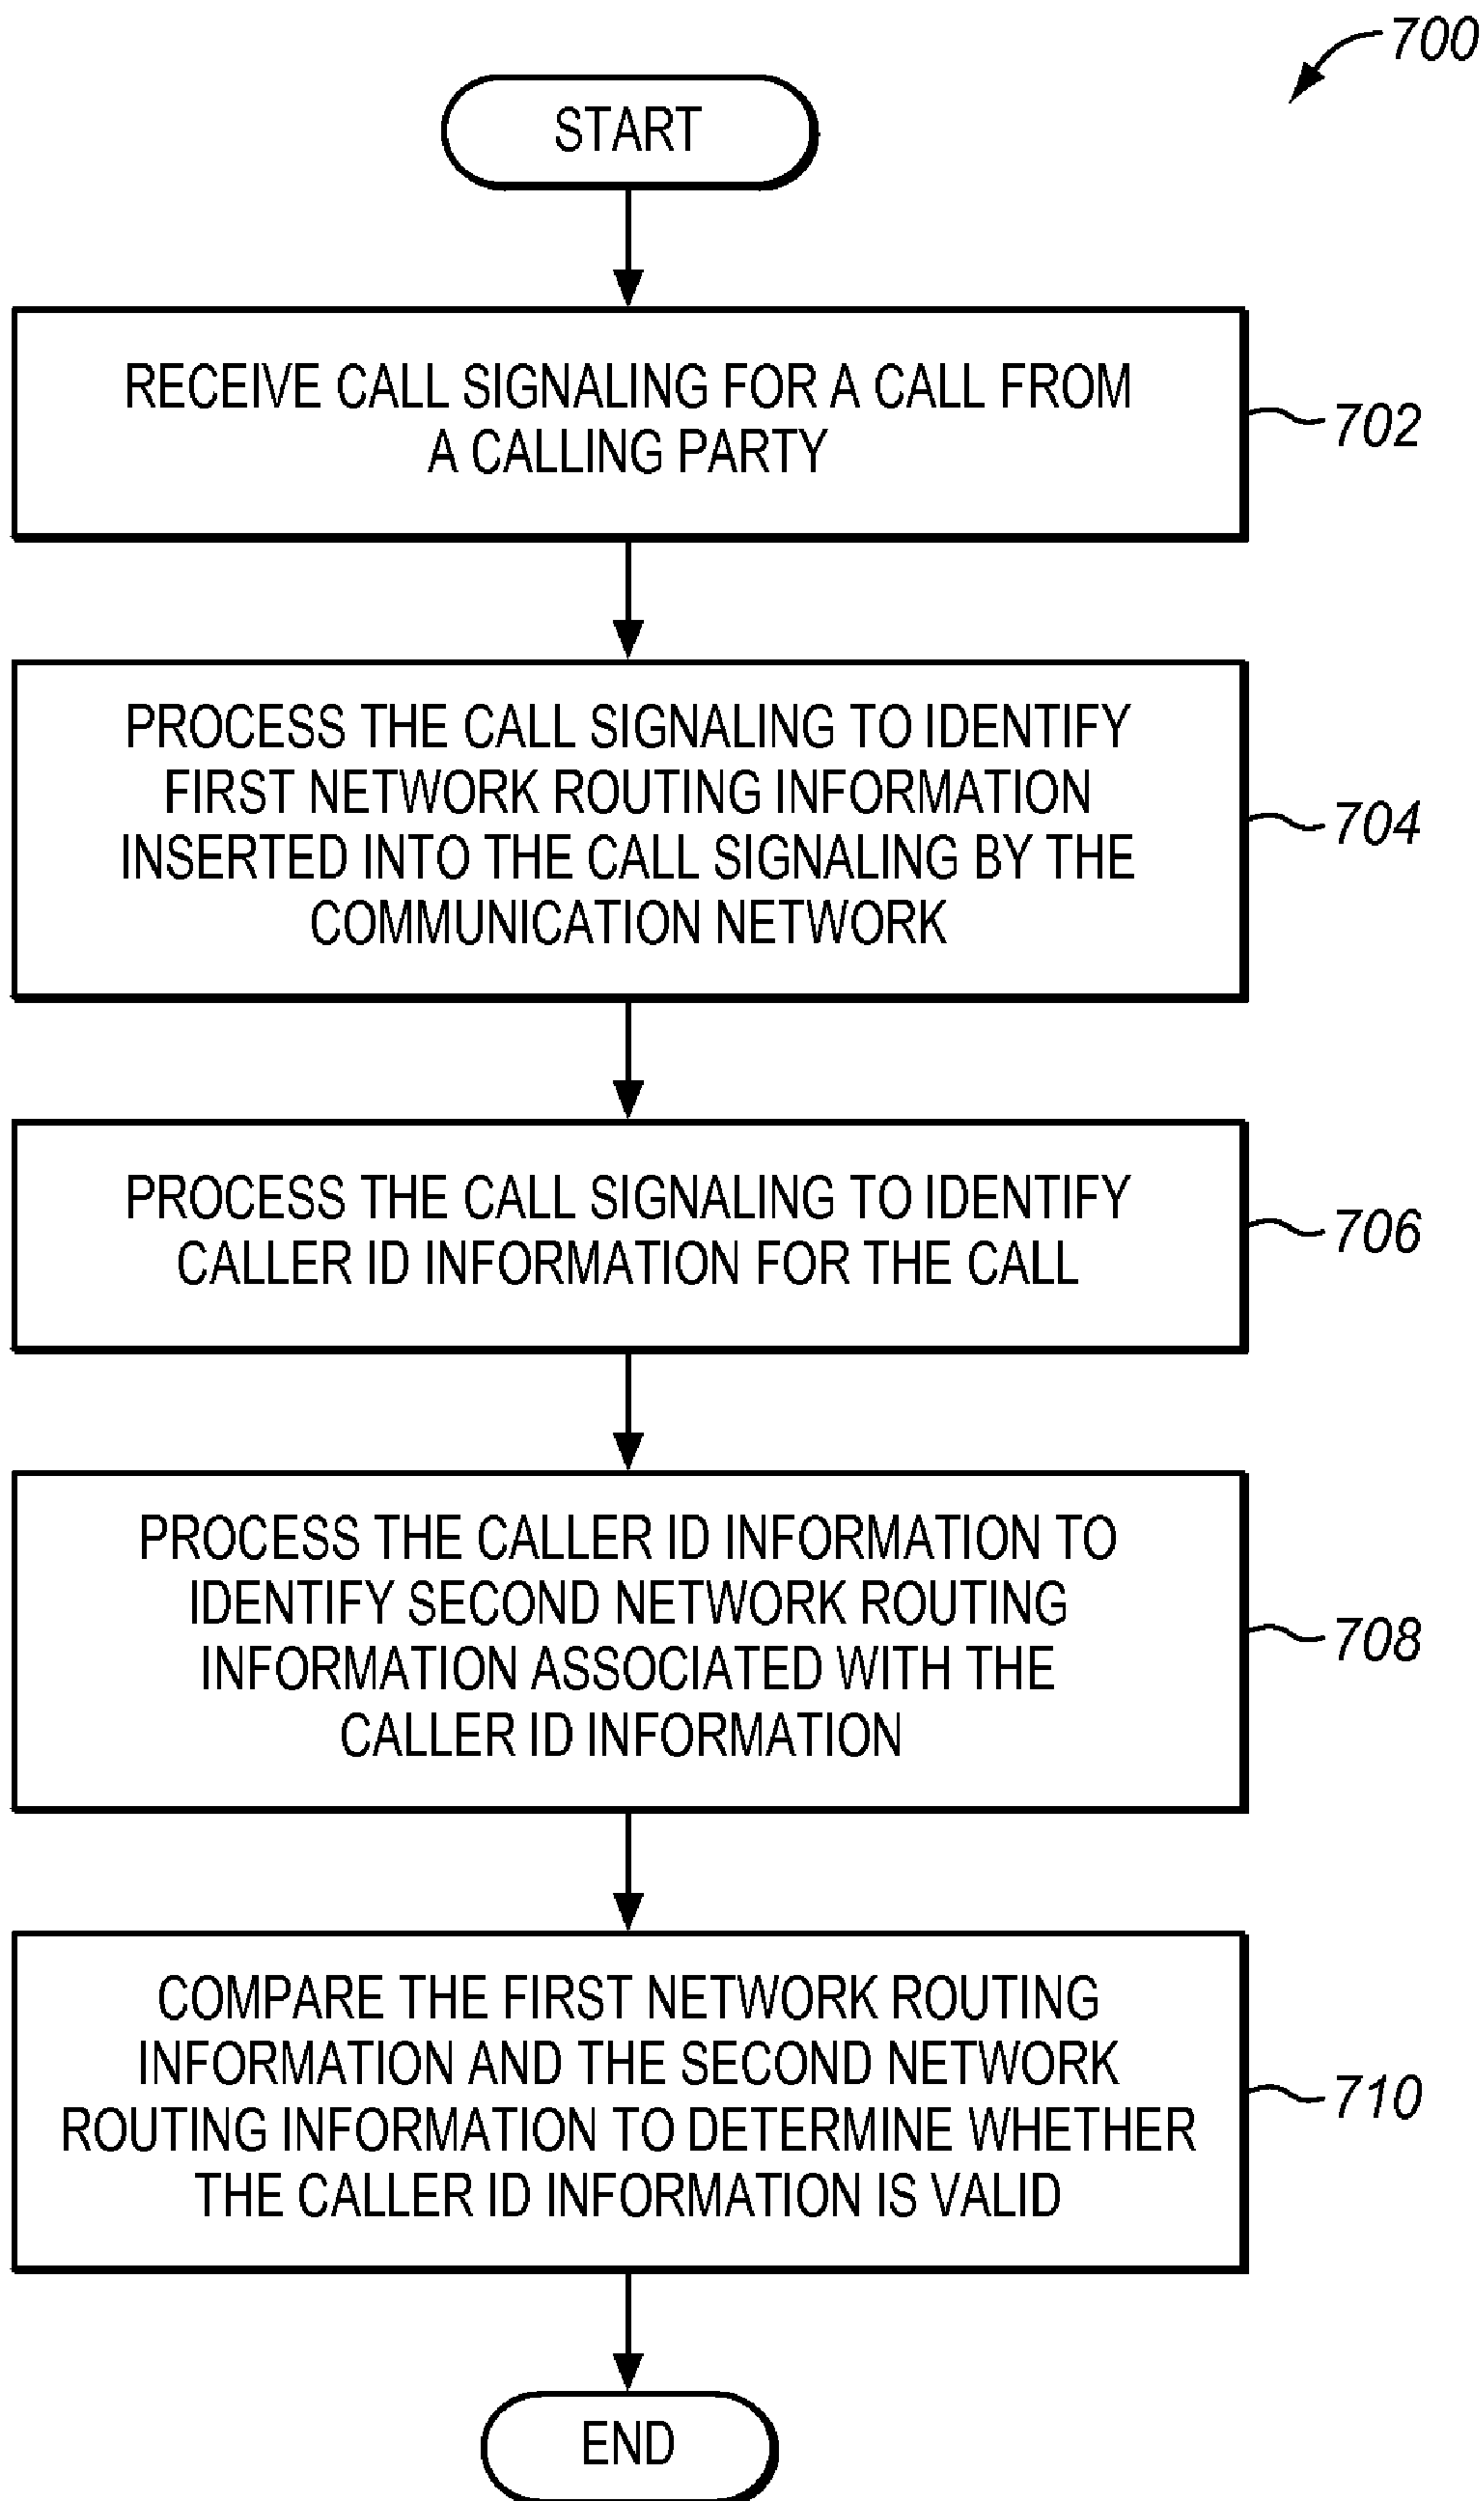 700
START
RECEIVE CALL SIGNALING FOR A CALL FROM
A CALLING PARTY
702
PROCESS THE CALL SIGNALING TO IDENTIFY
FIRST NETWORK ROUTING INFORMATION
INSERTED INTO THE CALL SIGNALING BY THE
COMMUNICATION NETWORK
704
PROCESS THE CALL SIGNALING TO IDENTIFY
CALLER ID INFORMATION FOR THE CALL
706
PROCESS THE CALLER ID INFORMATION TO
IDENTIFY SECOND NETWORK ROUTING
INFORMATION ASSOCIATED WITH THE
CALLER ID INFORMATION
708
COMPARE THE FIRST NETWORK ROUTING
INFORMATION AND THE SECOND NETWORK
ROUTING INFORMATION TO DETERMINE WHETHER
THE CALLER ID INFORMATION IS VALID
710
END